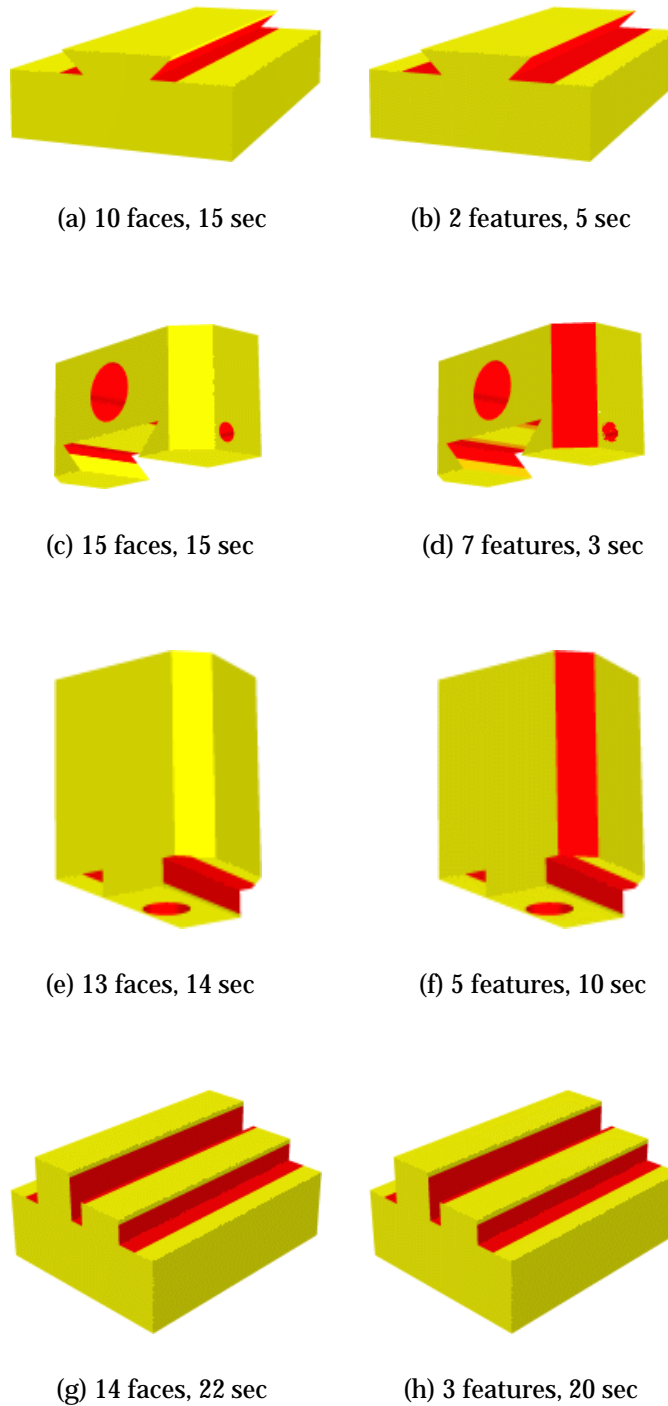 (a) 10 faces, 15 sec
(b) 2 features, 5 sec
(c) 15 faces, 15 sec
(d) 7 features, 3 sec
(e) 13 faces, 14 sec
(f) 5 features, 10 sec
(g) 14 faces, 22 sec
(h) 3 features, 20 sec